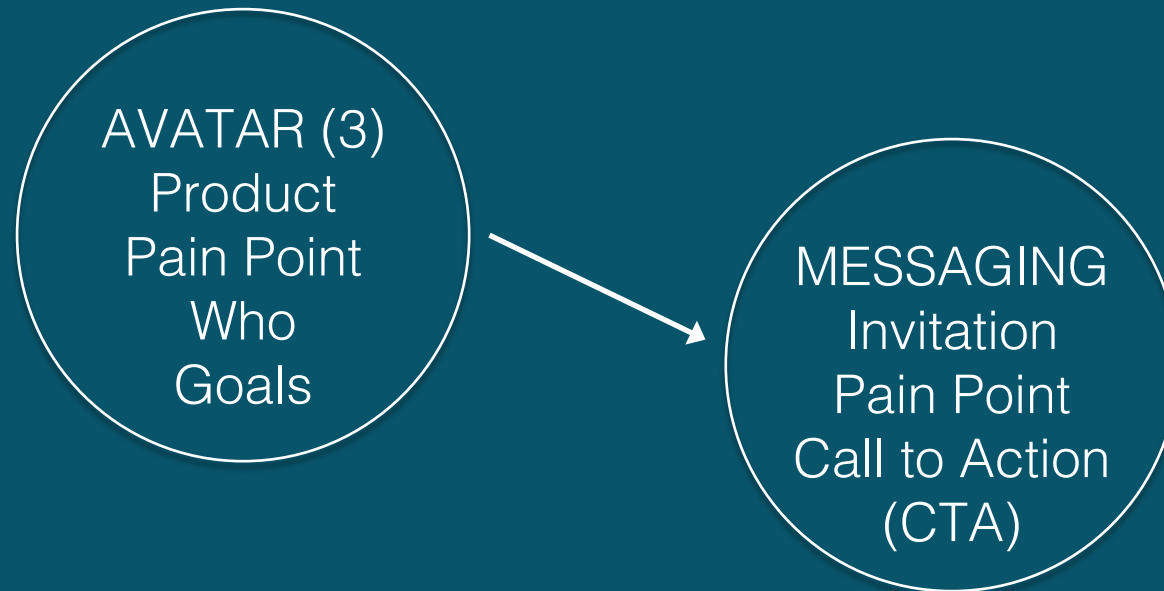 AVATAR (3)
Product
Pain Point
Who
Goals
MESSAGING
Invitation
Pain Point
Call to Action
(CTA)